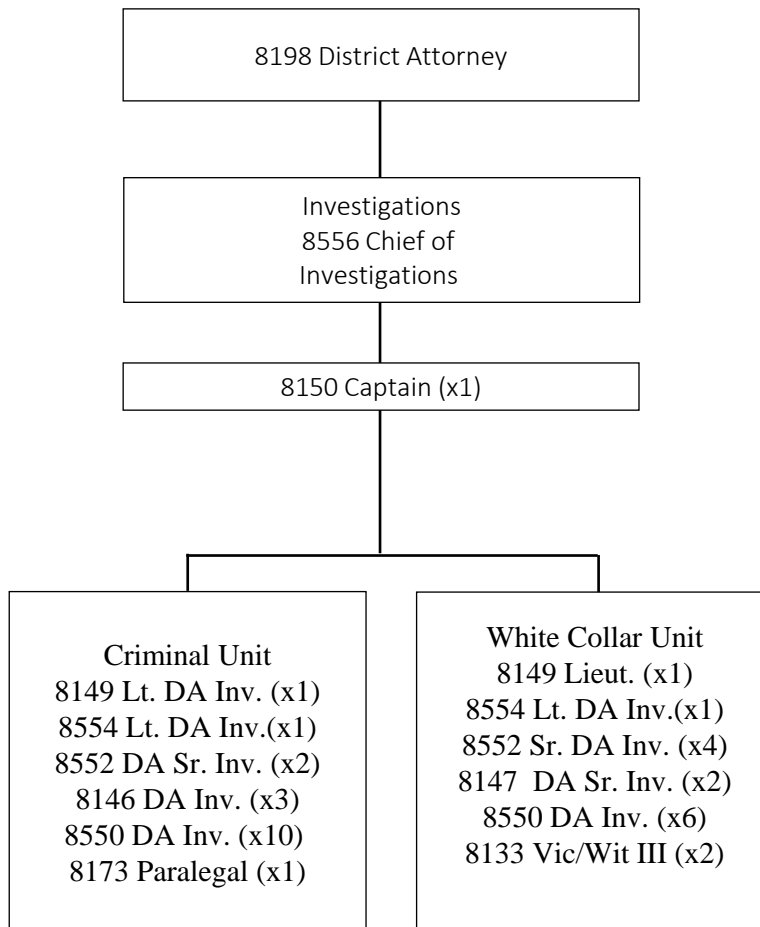 8198 District Attorney
Investigations
8556 Chief of
Investigations
8150 Captain (x1)
Criminal Unit
8149 Lt. DA Inv. (x1)
8554 Lt. DA Inv.(x1)
8552 DA Sr. Inv. (x2)
8146 DA Inv. (x3)
8550 DA Inv. (x10)
8173 Paralegal (x1)
White Collar Unit
8149 Lieut. (x1)
8554 Lt. DA Inv.(x1)
8552 Sr. DA Inv. (x4)
8147  DA Sr. Inv. (x2)
8550 DA Inv. (x6)
8133 Vic/Wit III (x2)